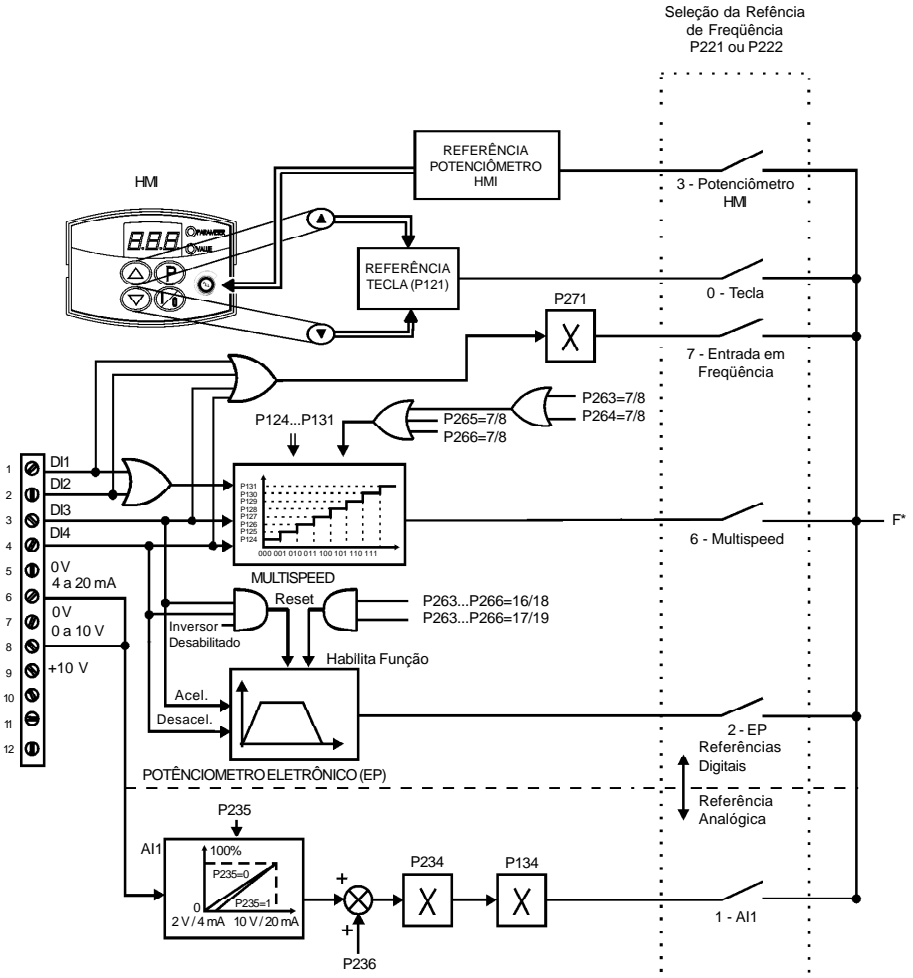 Seleção da Refência
de Freqüência
P221 ou P222
REFERÊNCIA
POTENCIÔMETRO
HMI
3 - Potenciômetro
HMI
HMI
8.8.8
PARAMETER
VALUE
P
I/0
REFERÊNCIA
TECLA (P121)
0 - Tecla
P271
X
7 - Entrada em
Freqüência
P263=7/8
P264=7/8
P265=7/8
P266=7/8
P124...P131
1 DI1
2 DI2
3 DI3
4 DI4
5 0V
6 4 a 20 mA
7 0V
8 0 a 10 V
9 +10 V
10
11
12
P131
P130
P129
P128
P127
P126
P125
P124
000 001 010 011 100 101 110 111
MULTISPEED
6 - Multispeed
F*
Reset
Inversor
Desabilitado
P263...P266=16/18
P263...P266=17/19
Habilita Função
Acel.
Desacel.
POTÊNCIOMETRO ELETRÔNICO (EP)
2 - EP
Referências
Digitais
Referência
Analógica
P235
AI1
100%
P235=0
P235=1
0
2 V / 4 mA 10 V / 20 mA
+
+
P236
P234
X
P134
X
1 - AI1